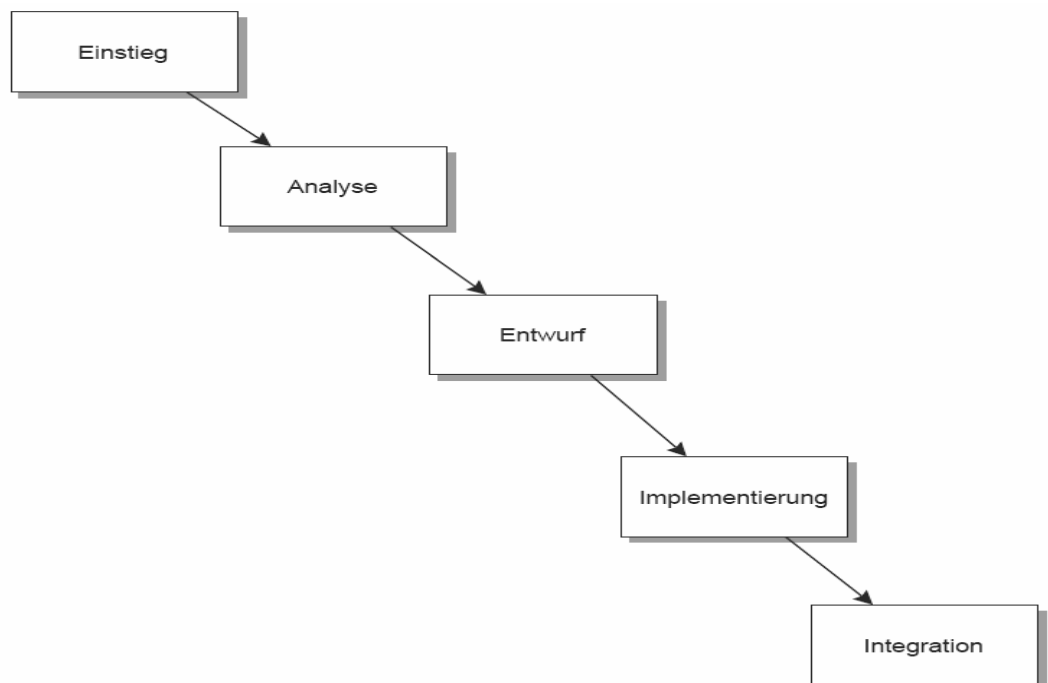 Einstieg
Analyse
Entwurf
Implementierung
Integration